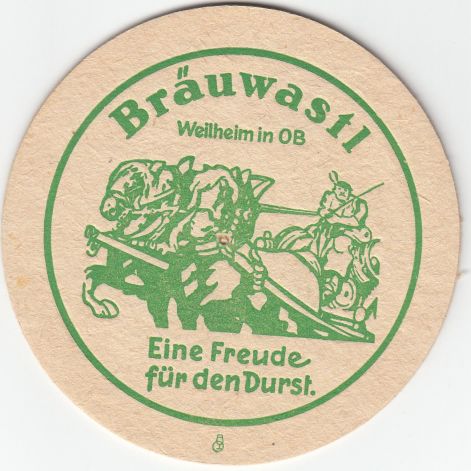 Bräuwastl
Weilheim in OB
Eine Freude
für den Durst.